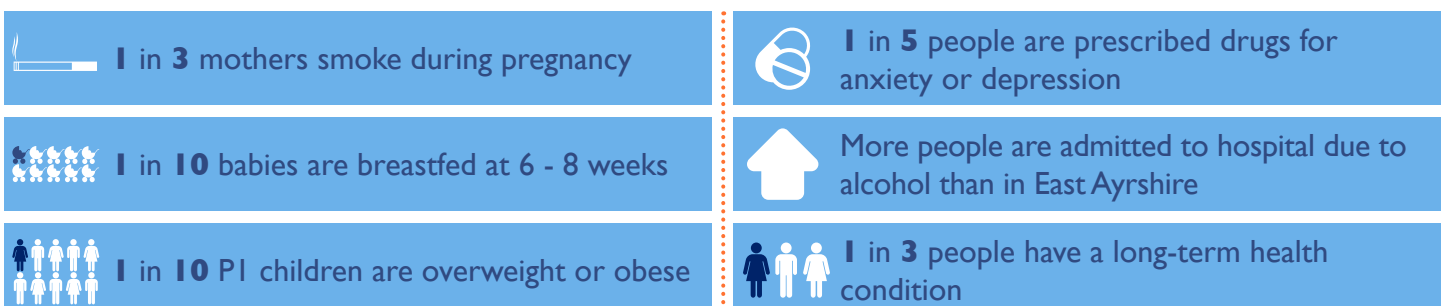 1 in 3 mothers smoke during pregnancy
1 in 10 babies are breastfed at 6 - 8 weeks
1 in 10 P1 children are overweight or obese
1 in 5 people are prescribed drugs for
anxiety or depression
More people are admitted to hospital due to
alcohol than in East Ayrshire
1 in 3 people have a long-term health
condition